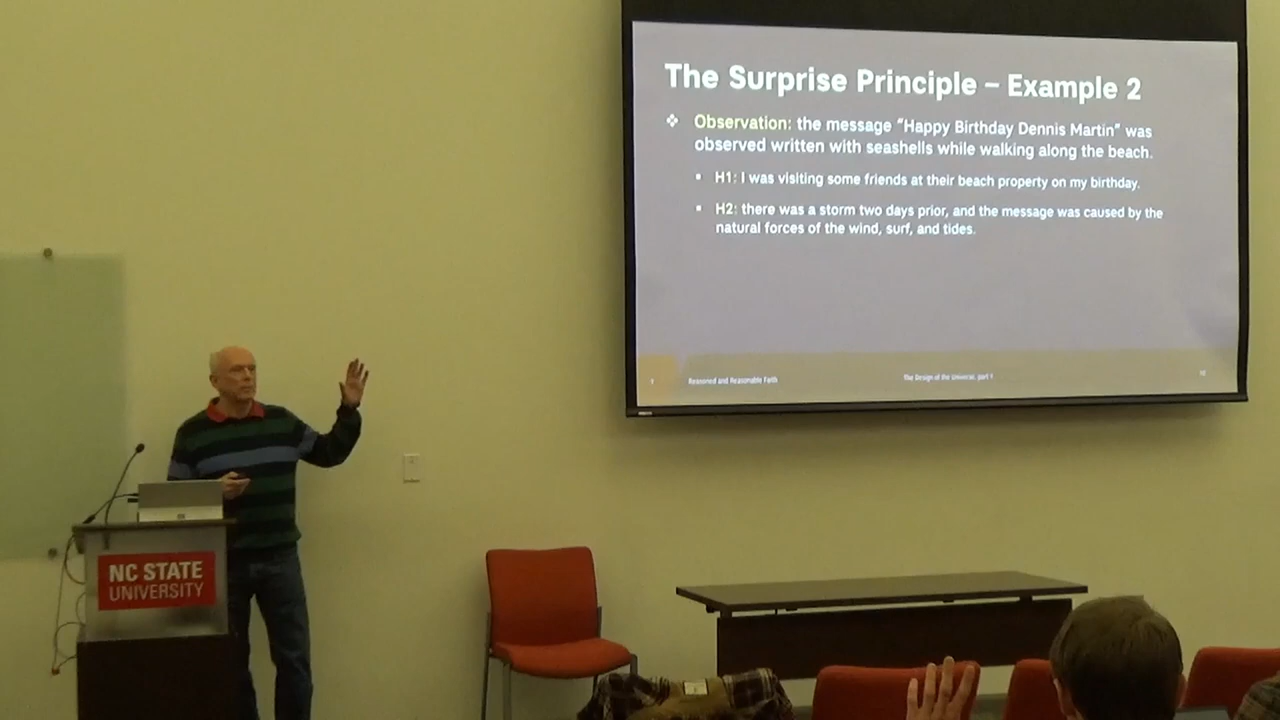 The Surprise Principle – Example 2
❖ Observation: the message “Happy Birthday Dennis Martin” was
observed written with seashells while walking along the beach.
▪ H1: I was visiting some friends at their beach property on my birthday.
▪ H2: there was a storm two days prior, and the message was caused by the
natural forces of the wind, surf, and tides.
Reasoned and Reasonable Faith
The Design of the Universe, part 1
NC STATE
UNIVERSITY